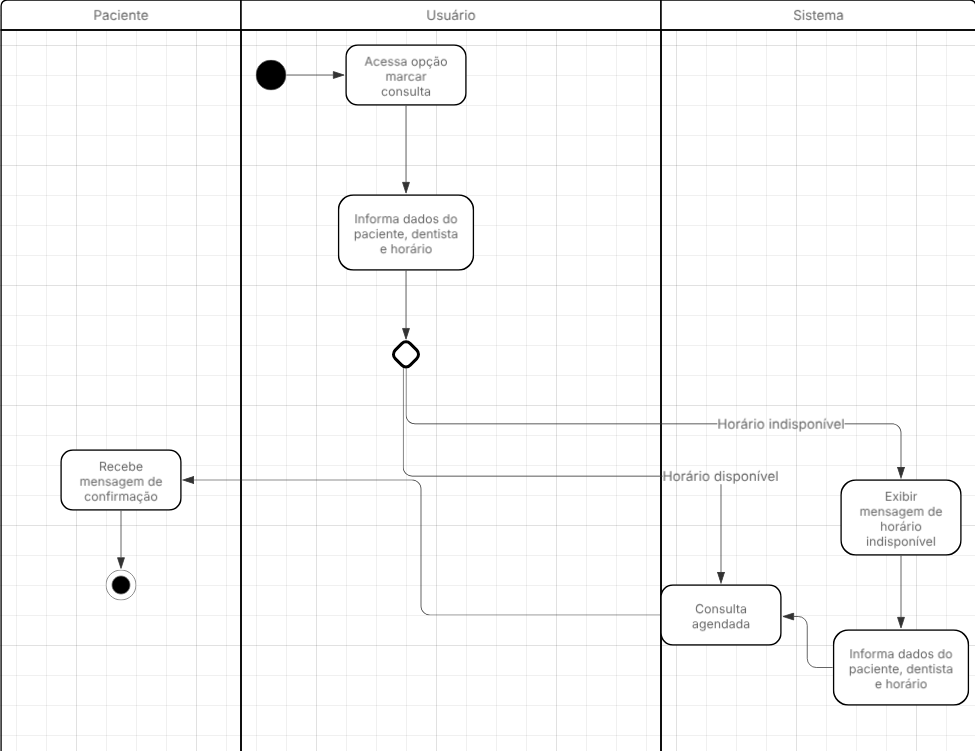 Paciente
Usuário
Sistema
Acessa opção
marcar
consulta
Informa dados do
paciente, dentista
e horário
Horário indisponível
Horário disponível
Recebe
mensagem de
confirmação
Exibir
mensagem de
horário
indisponível
Consulta
agendada
Informa dados do
paciente, dentista
e horário